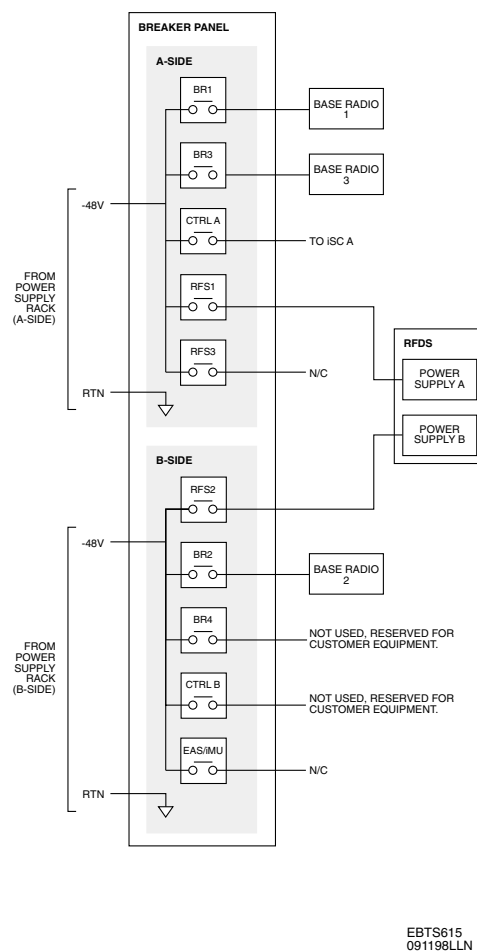 BREAKER PANEL
A-SIDE
BR1
BASE RADIO
1
BR3
BASE RADIO
3
-48V
CTRL A
TO iSC A
FROM
POWER
SUPPLY
RACK
(A-SIDE)
RFS1
RFDS
POWER
SUPPLY A
RFS3
N/C
RTN
POWER
SUPPLY B
B-SIDE
RFS2
-48V
BR2
BASE RADIO
2
BR4
NOT USED, RESERVED FOR
CUSTOMER EQUIPMENT.
FROM
POWER
SUPPLY
RACK
(B-SIDE)
CTRL B
NOT USED, RESERVED FOR
CUSTOMER EQUIPMENT.
EAS/iMU
N/C
RTN
EBTS615
091198LLN